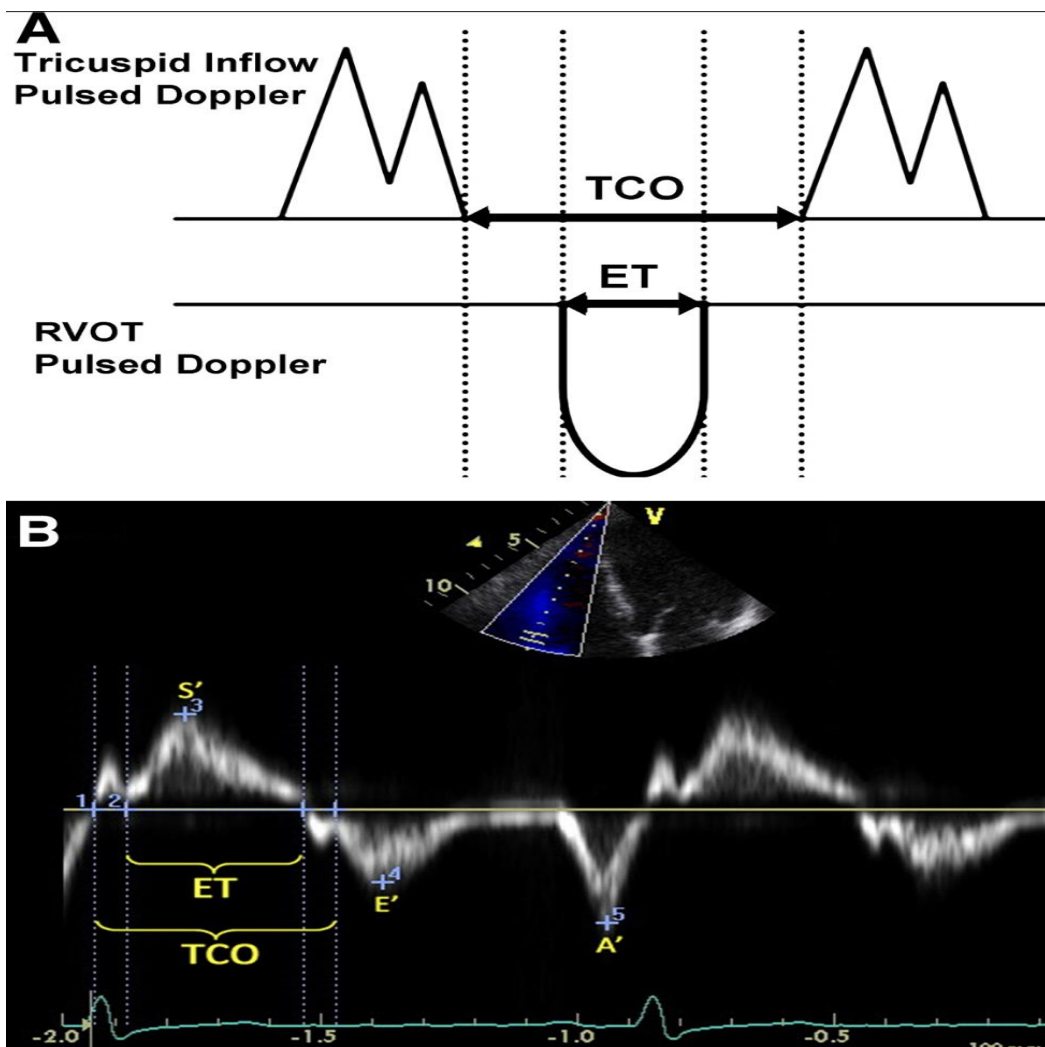 A
Tricuspid Inflow
Pulsed Doppler
TCO
ET
RVOT
Pulsed Doppler
B
V
5
10
S'
3
1 2
4
ET
E'
5
TCO
A'
-2.0 -1.5 -1.0 -0.5